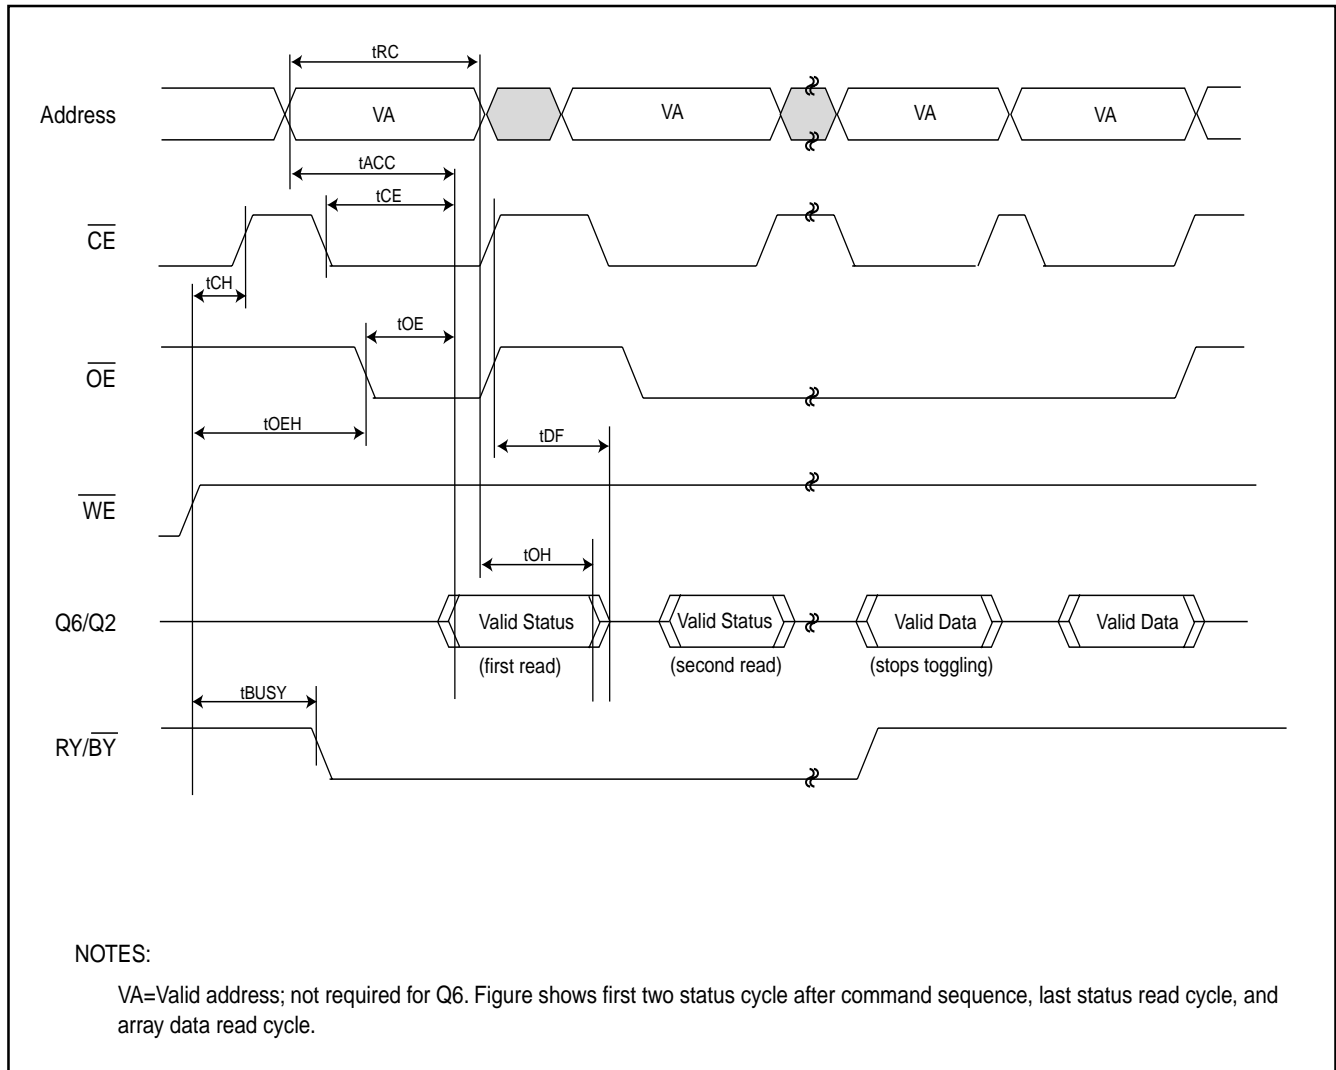 tRC
Address
VA
VA
VA
VA
tACC
tCE
CE
tCH
tOE
OE
tOEH
tDF
WE
tOH
Q6/Q2
Valid Status
Valid Status
Valid Data
Valid Data
(first read)
(second read)
(stops toggling)
tBUSY
RY/BY
NOTES:
VA=Valid address; not required for Q6. Figure shows first two status cycle after command sequence, last status read cycle, and
array data read cycle.